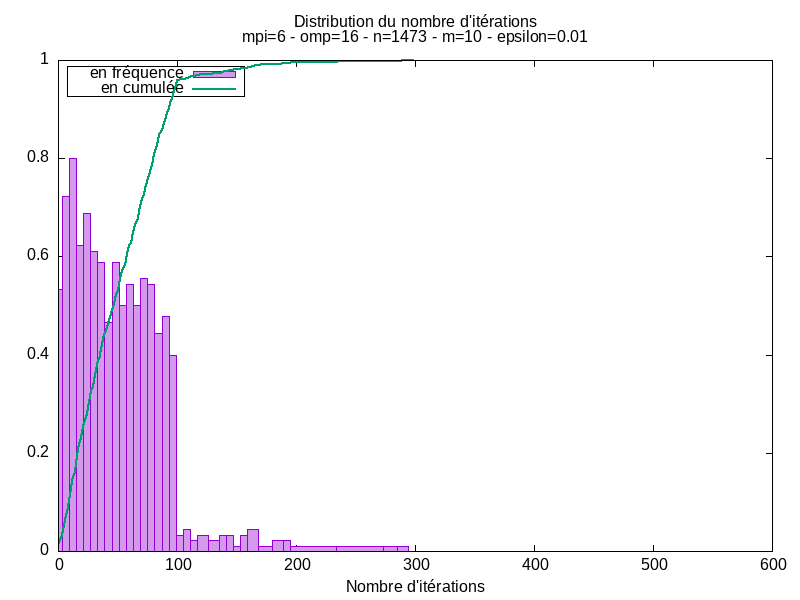 Distribution du nombre d'itérations
mpi=6 - omp=16 - n=1473 - m=10 - epsilon=0.01
1
en fréquence
en cumulée
0.8
0.6
0.4
0.2
0
0 100 200 300 400 500 600
Nombre d'itérations